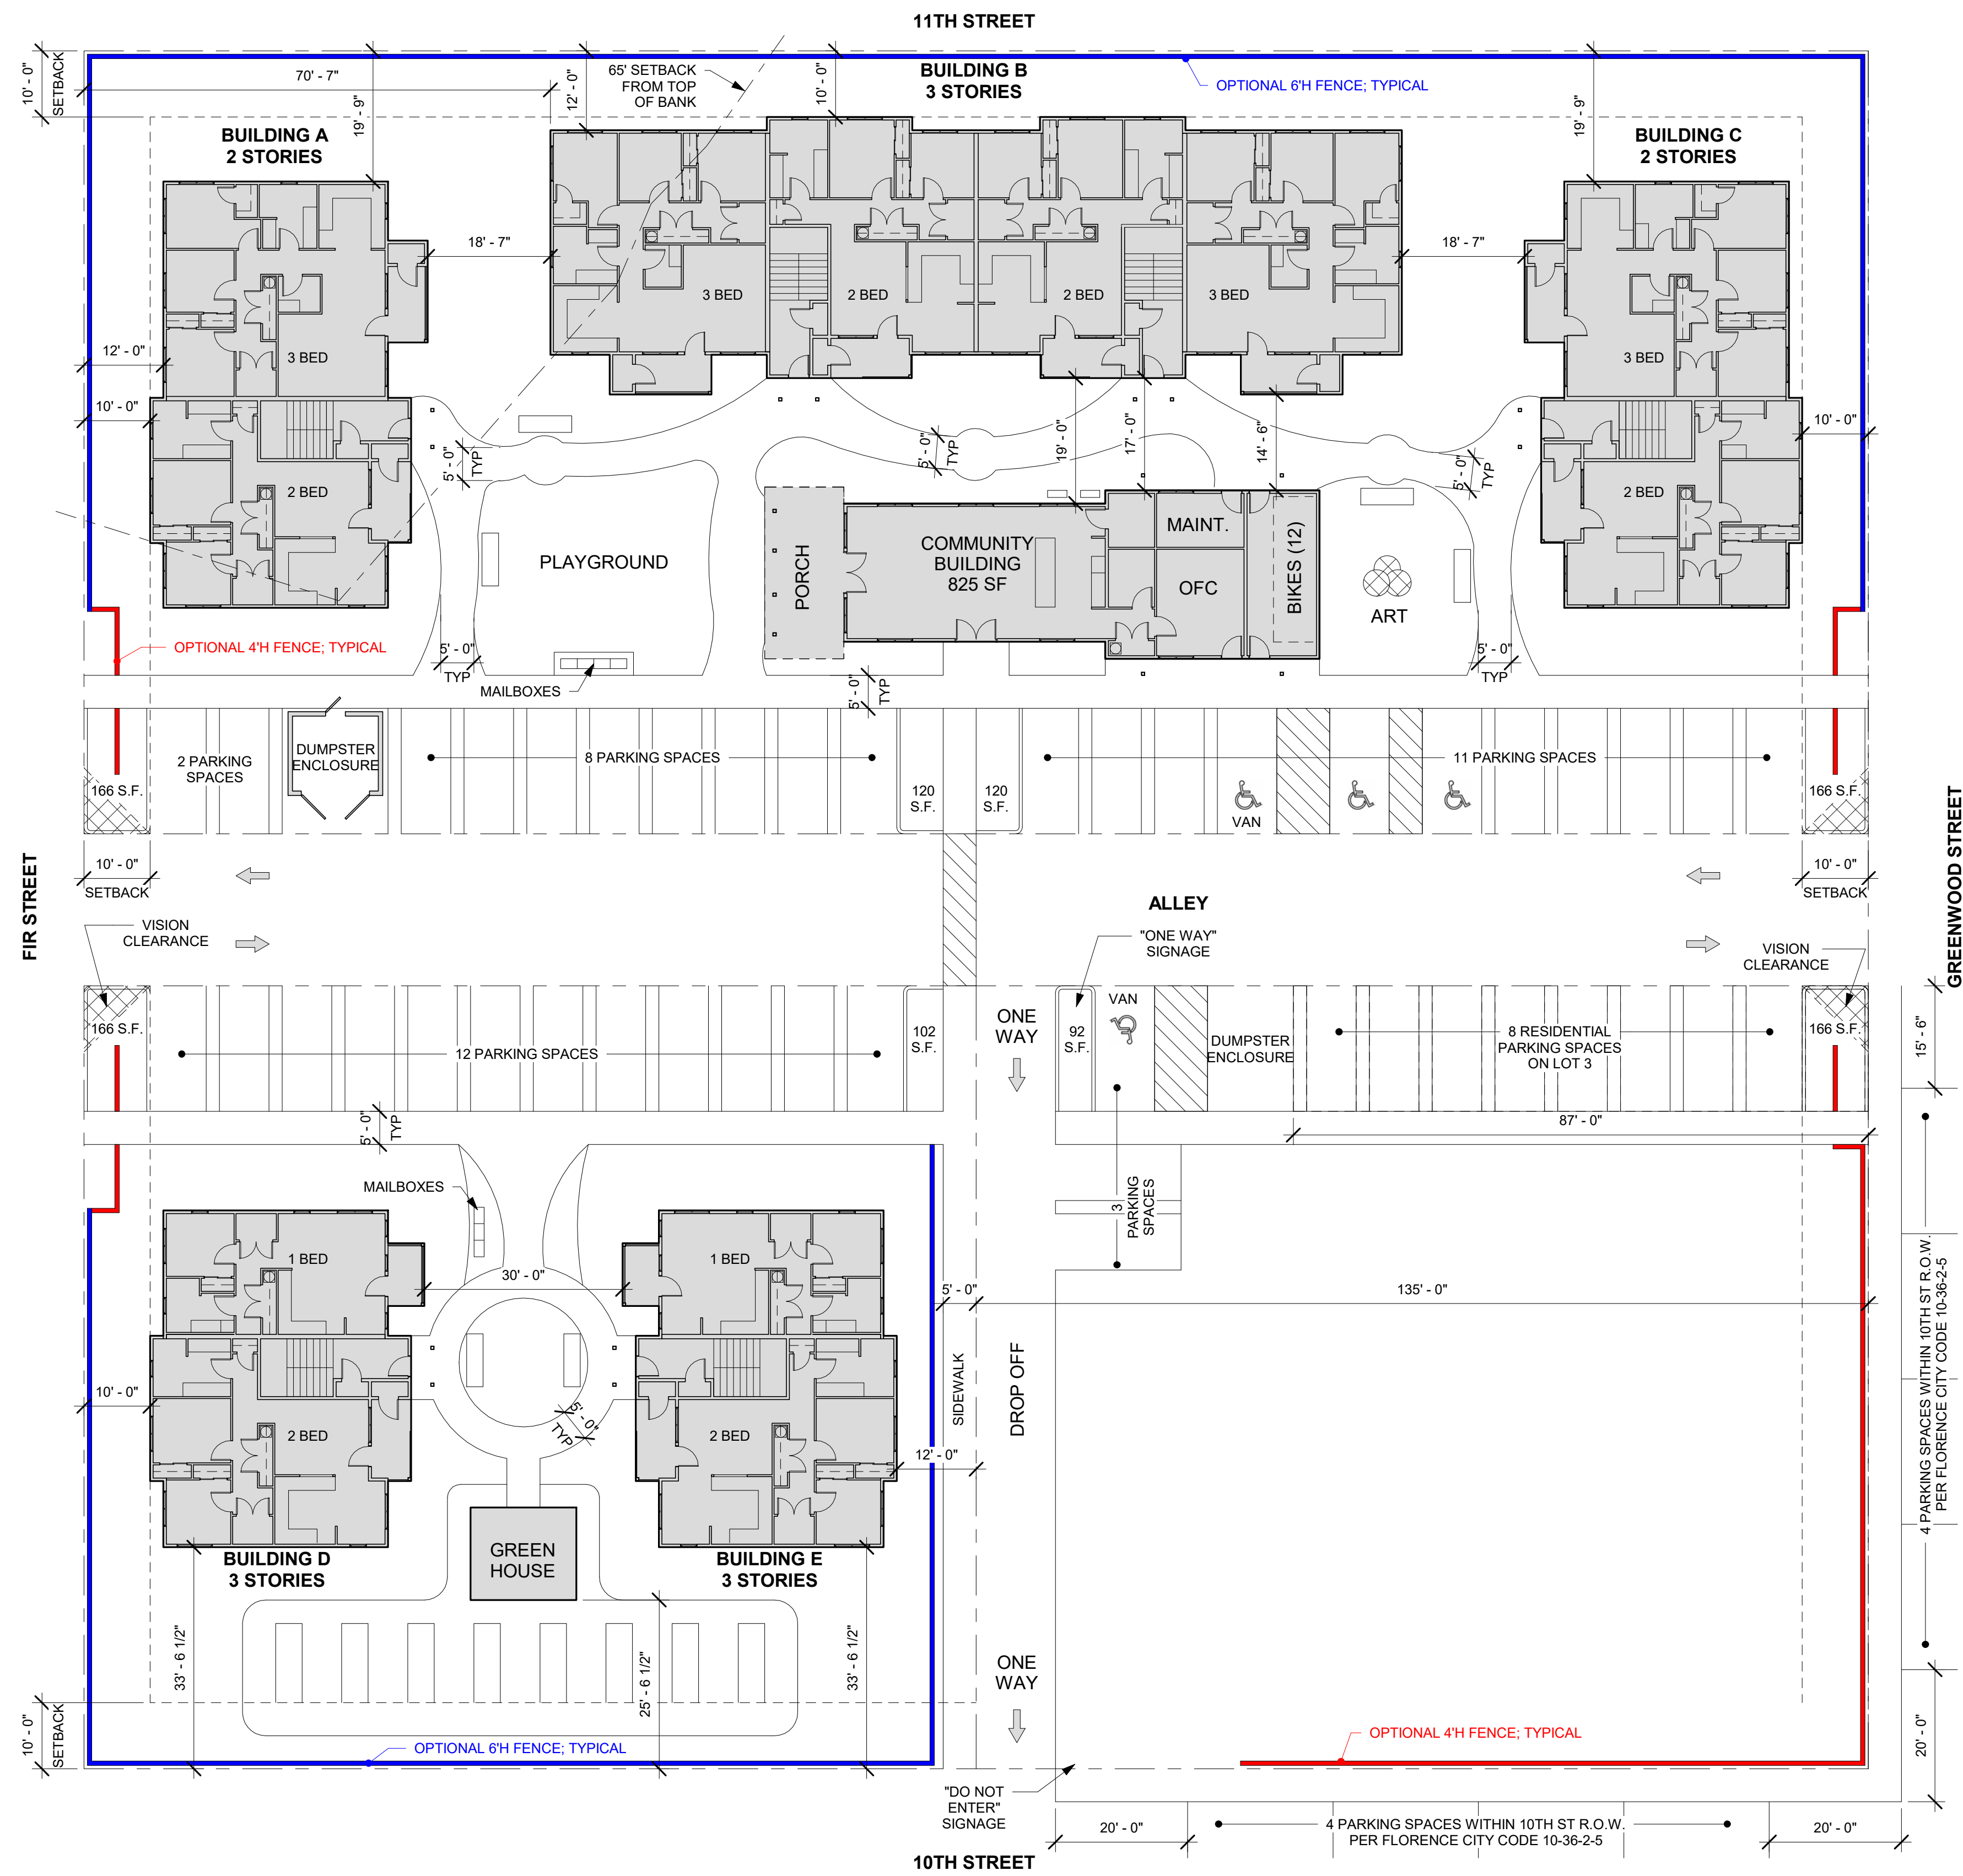 11TH STREET
10' - 0"
SETBACK
70' - 7"
19' - 9"
12' - 0"
65' SETBACK
FROM TOP
OF BANK
10' - 0"
BUILDING B
3 STORIES
OPTIONAL 6'H FENCE; TYPICAL
19' - 9"
BUILDING A
2 STORIES
BUILDING C
2 STORIES
18' - 7"
18' - 7"
3 BED
2 BED
2 BED
3 BED
12' - 0"
3 BED
3 BED
10' - 0"
10' - 0"
5' - 0"
TYP
5' - 0"
TYP
19' - 0"
17' - 0"
14' - 6"
5' - 0"
TYP
2 BED
2 BED
PLAYGROUND
PORCH
COMMUNITY
BUILDING
825 SF
MAINT.
OFC
BIKES (12)
ART
OPTIONAL 4'H FENCE; TYPICAL
5' - 0"
TYP
MAILBOXES
5' - 0"
TYP
5' - 0"
TYP
2 PARKING
SPACES
DUMPSTER
ENCLOSURE
8 PARKING SPACES
11 PARKING SPACES
166 S.F.
120
S.F.
120
S.F.
VAN
166 S.F.
10' - 0"
SETBACK
10' - 0"
SETBACK
FIR STREET
GREENWOOD STREET
ALLEY
VISION
CLEARANCE
"ONE WAY"
SIGNAGE
VISION
CLEARANCE
166 S.F.
12 PARKING SPACES
102
S.F.
ONE
WAY
92
S.F.
VAN
DUMPSTER
ENCLOSURE
8 RESIDENTIAL
PARKING SPACES
ON LOT 3
166 S.F.
15' - 6"
5' - 0"
TYP
87' - 0"
MAILBOXES
3
PARKING
SPACES
1 BED
30' - 0"
1 BED
5' - 0"
135' - 0"
4 PARKING SPACES WITHIN 10TH ST R.O.W.
PER FLORENCE CITY CODE 10-36-2-5
10' - 0"
2 BED
5' - 0"
TYP
2 BED
SIDEWALK
DROP OFF
12' - 0"
GREEN
HOUSE
BUILDING D
3 STORIES
BUILDING E
3 STORIES
33' - 6 1/2"
25' - 6 1/2"
33' - 6 1/2"
ONE
WAY
10' - 0"
SETBACK
OPTIONAL 6'H FENCE; TYPICAL
OPTIONAL 4'H FENCE; TYPICAL
20' - 0"
"DO NOT
ENTER"
SIGNAGE
20' - 0"
4 PARKING SPACES WITHIN 10TH ST R.O.W.
PER FLORENCE CITY CODE 10-36-2-5
20' - 0"
10TH STREET